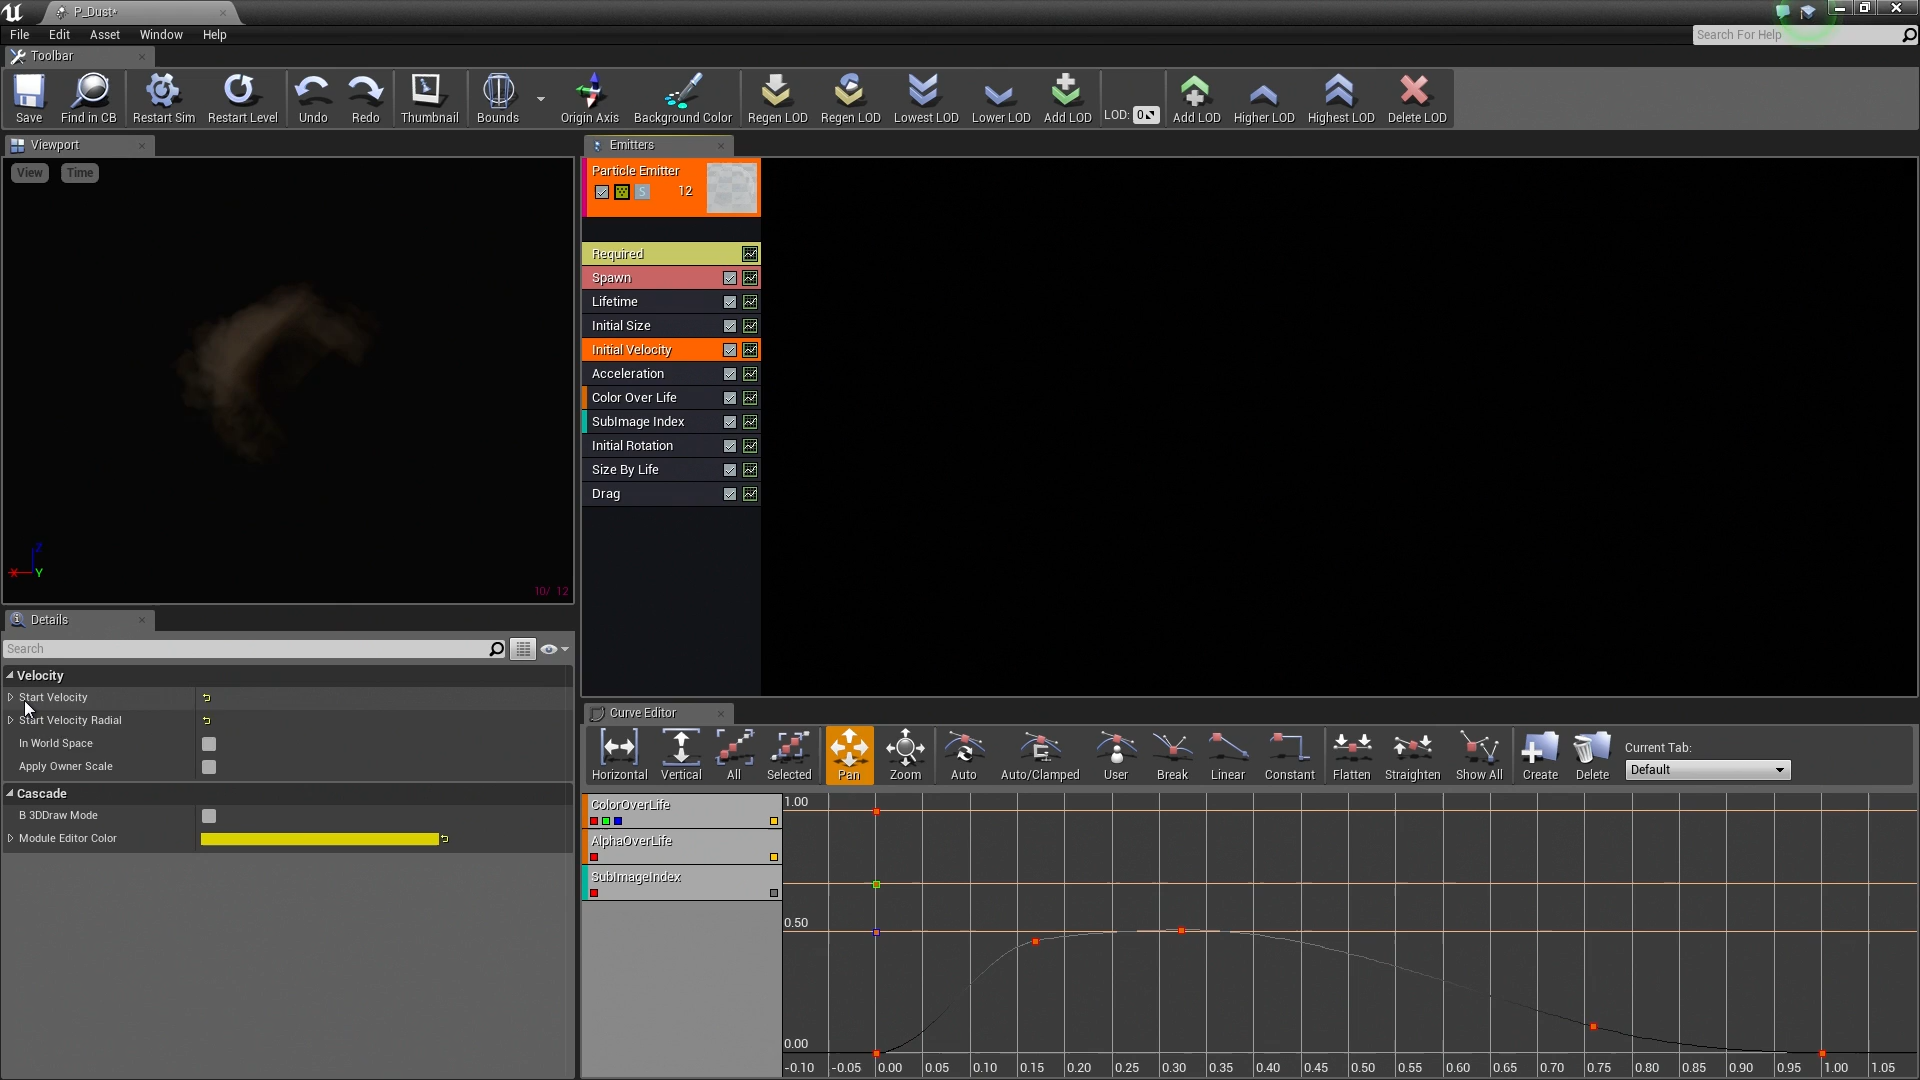 P_Dust*
File Edit Asset Window Help
Search For Help
Toolbar
Save Find in CB Restart Sim Restart Level Undo Redo Thumbnail Bounds Origin Axis Background Color Regen LOD Regen LOD Lowest LOD Lower LOD Add LOD LOD: 0 Add LOD Higher LOD Highest LOD Delete LOD
Viewport
View Time
Z
X Y
10/ 12
Emitters
Particle Emitter
S 12
Required
Spawn
Lifetime
Initial Size
Initial Velocity
Acceleration
Color Over Life
SubImage Index
Initial Rotation
Size By Life
Drag
Details
Search
Velocity
Start Velocity
Start Velocity Radial
In World Space
Apply Owner Scale
Cascade
B 3DDraw Mode
Module Editor Color
Curve Editor
Horizontal Vertical All Selected Pan Zoom Auto Auto/Clamped User Break Linear Constant Flatten Straighten Show All Create Delete
Current Tab:
Default
ColorOverLife
AlphaOverLife
SubImageIndex
1.00
0.50
0.00
-0.10 -0.05 0.00 0.05 0.10 0.15 0.20 0.25 0.30 0.35 0.40 0.45 0.50 0.55 0.60 0.65 0.70 0.75 0.80 0.85 0.90 0.95 1.00 1.05